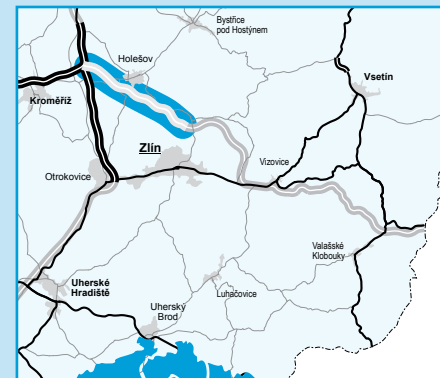 Bystřice
pod Hostýnem
Holešov
Vsetín
Kroměříž
Zlín
Otrokovice
Vizovice
Valašské
Klobouky
Uherské
Hradiště
Luhačovice
Uherský
Brod